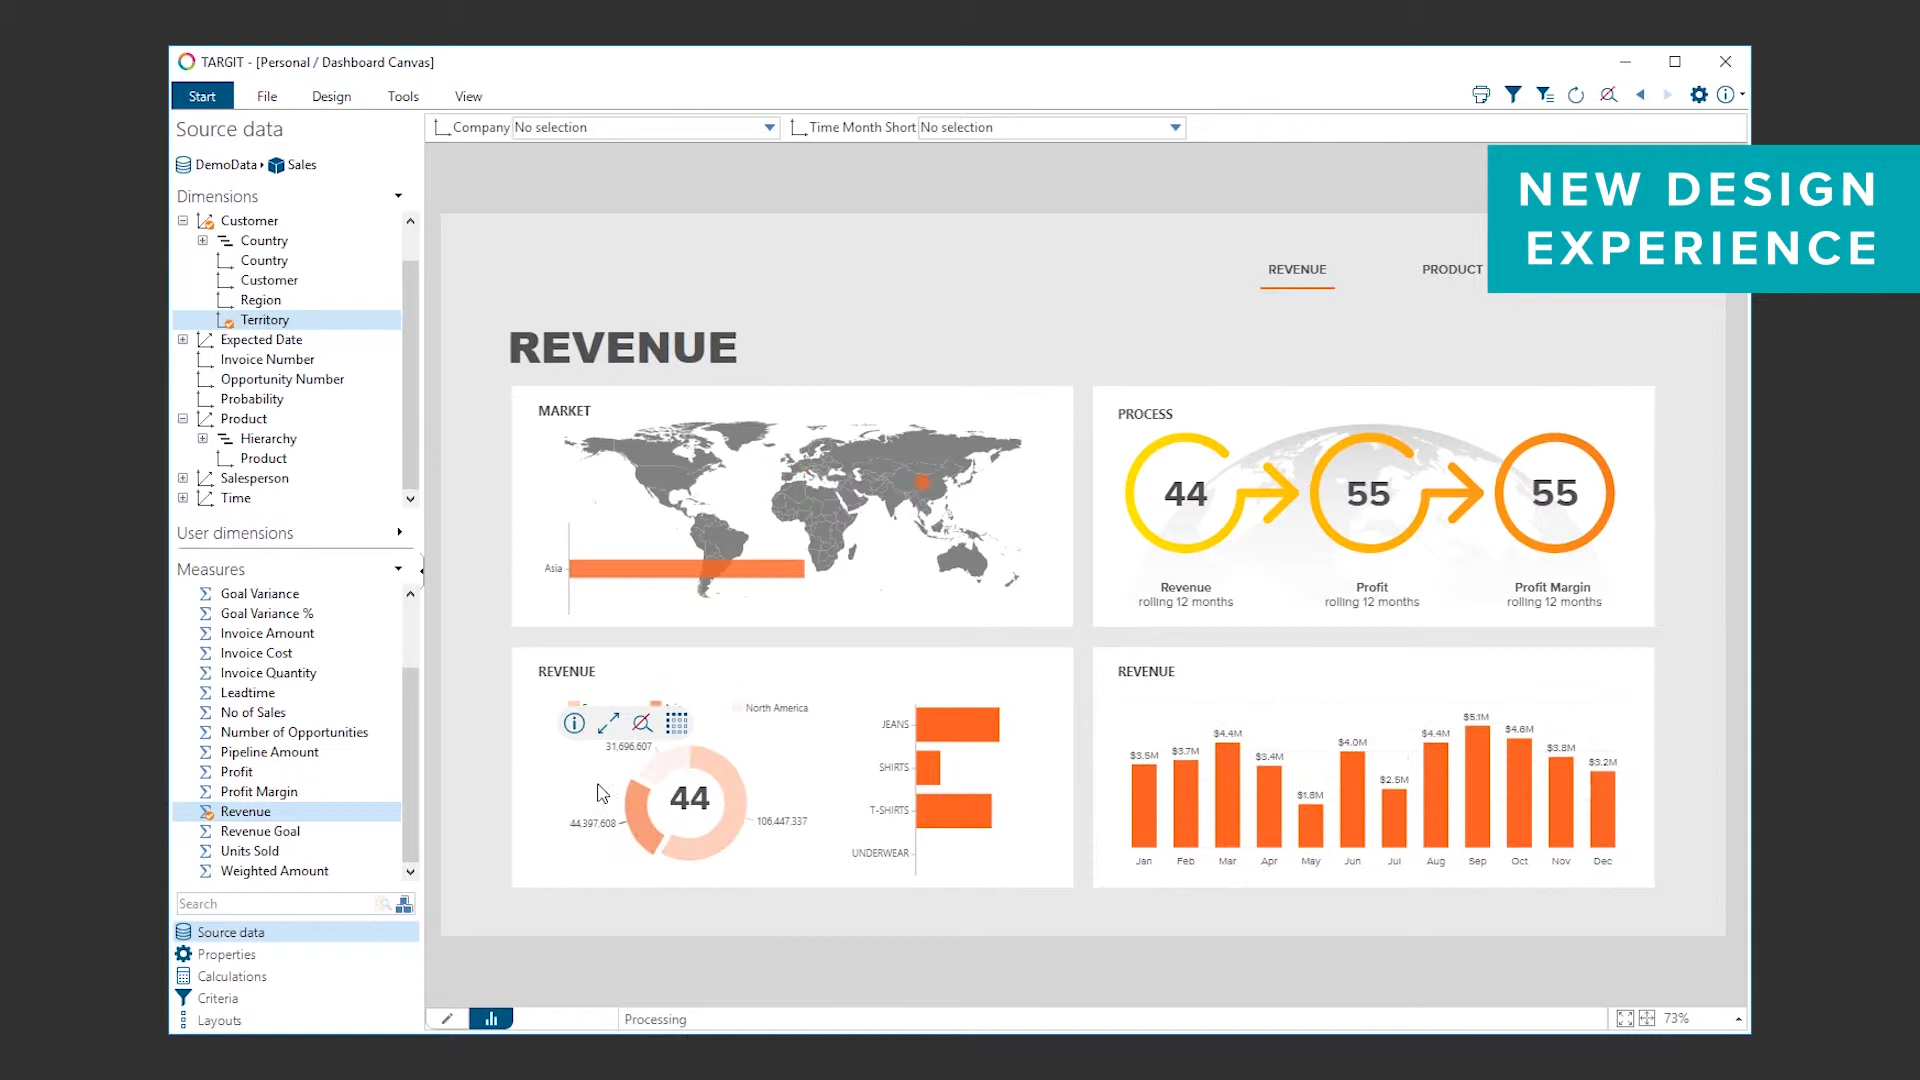 TARGIT - [Personal / Dashboard Canvas]
Start
File
Design
Tools
View
Source data
DemoData
Sales
Dimensions
Customer
Country
Country
Customer
Region
Territory
Expected Date
Invoice Number
Opportunity Number
Probability
Product
Hierarchy
Product
Salesperson
Time
User dimensions
Measures
Goal Variance
Goal Variance %
Invoice Amount
Invoice Cost
Invoice Quantity
Leadtime
No of Sales
Number of Opportunities
Pipeline Amount
Profit
Profit Margin
Revenue
Revenue Goal
Units Sold
Weighted Amount
Search
Source data
Properties
Calculations
Criteria
Layouts
Company
No selection
Time Month Short
No selection
NEW DESIGN
EXPERIENCE
REVENUE
PRODUCT
REVENUE
MARKET
Asia
PROCESS
44
55
55
Revenue
rolling 12 months
Profit
rolling 12 months
Profit Margin
rolling 12 months
REVENUE
North America
31,696,607
44
44,397,608
106,447,337
JEANS
SHIRTS
T-SHIRTS
UNDERWEAR
REVENUE
$3.5M
$3.7M
$4.4M
$3.4M
$1.8M
$4.0M
$2.5M
$4.4M
$5.1M
$4.8M
$3.8M
$3.2M
Jan
Feb
Mar
Apr
May
Jun
Jul
Aug
Sep
Oct
Nov
Dec
Processing
73%